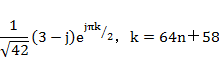 1/√42 (3 − j)e^{jπk/2}, k = 64n+58